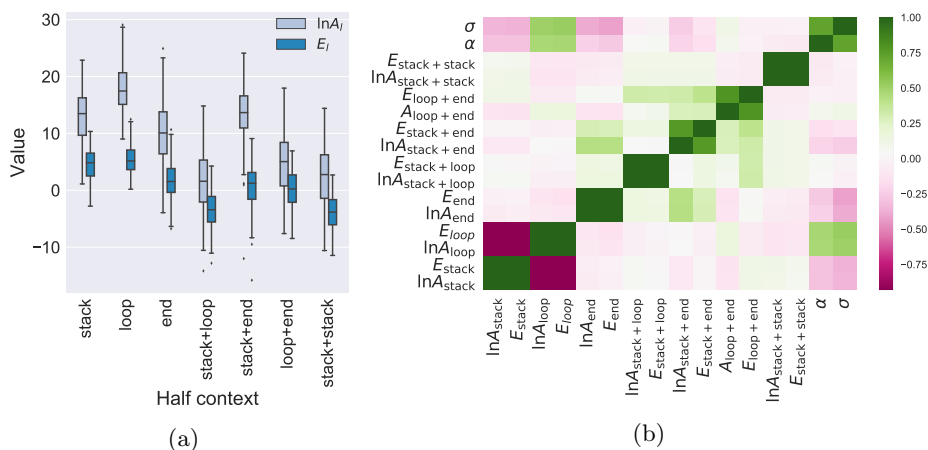 30
20
10
0
−10
Value
lnA_l
E_l
stack
loop
end
stack+loop
stack+end
loop+end
stack+stack
Half context
(a)
σ
α
E_stack + stack
lnA_stack + stack
E_loop + end
A_loop + end
E_stack + end
lnA_stack + end
E_stack + loop
lnA_stack + loop
E_end
lnA_end
E_loop
lnA_loop
E_stack
lnA_stack
lnA_stack
E_stack
lnA_loop
E_loop
lnA_end
E_end
lnA_stack + loop
E_stack + loop
lnA_stack + end
E_stack + end
A_loop + end
E_loop + end
lnA_stack + stack
E_stack + stack
α
σ
1.00
0.75
0.50
0.25
0.00
−0.25
−0.50
−0.75
(b)